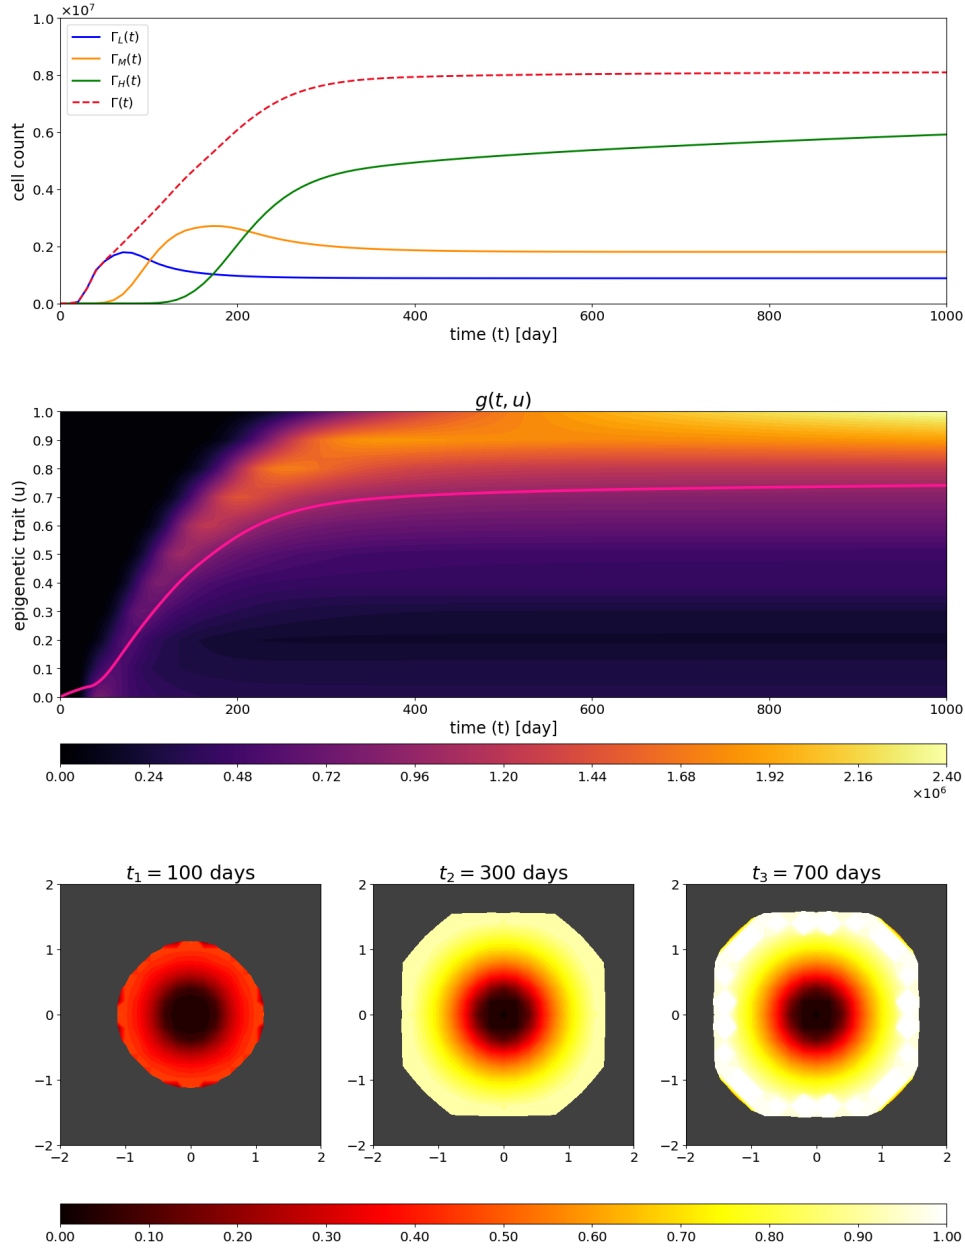 ×10⁷
1.0
0.8
0.6
0.4
0.2
0.0
cell count
Γ_L(t)
Γ_M(t)
Γ_H(t)
Γ(t)
0 200 400 600 800 1000
time (t) [day]
g(t, u)
1.0
0.9
0.8
0.7
0.6
0.5
0.4
0.3
0.2
0.1
0.0
epigenetic trait (u)
0 200 400 600 800 1000
time (t) [day]
0.00 0.24 0.48 0.72 0.96 1.20 1.44 1.68 1.92 2.16 2.40
×10⁶
t₁ = 100 days
2
1
0
−1
−2
−2 −1 0 1 2
t₂ = 300 days
2
1
0
−1
−2
−2 −1 0 1 2
t₃ = 700 days
2
1
0
−1
−2
−2 −1 0 1 2
0.00 0.10 0.20 0.30 0.40 0.50 0.60 0.70 0.80 0.90 1.00